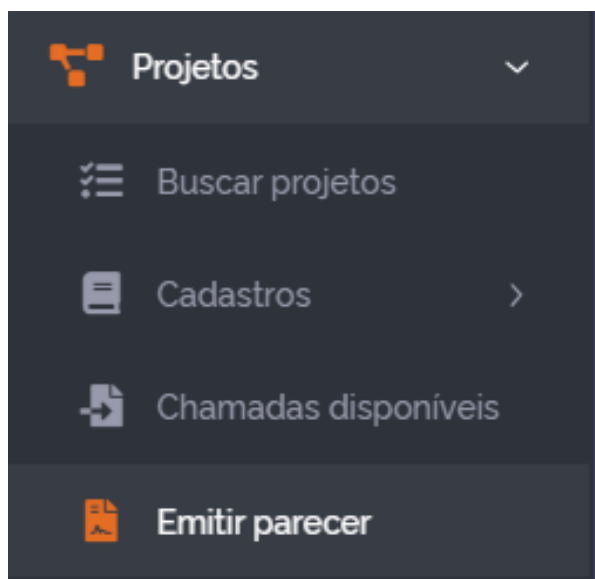 Projetos
Buscar projetos
Cadastros
Chamadas disponíveis
Emitir parecer